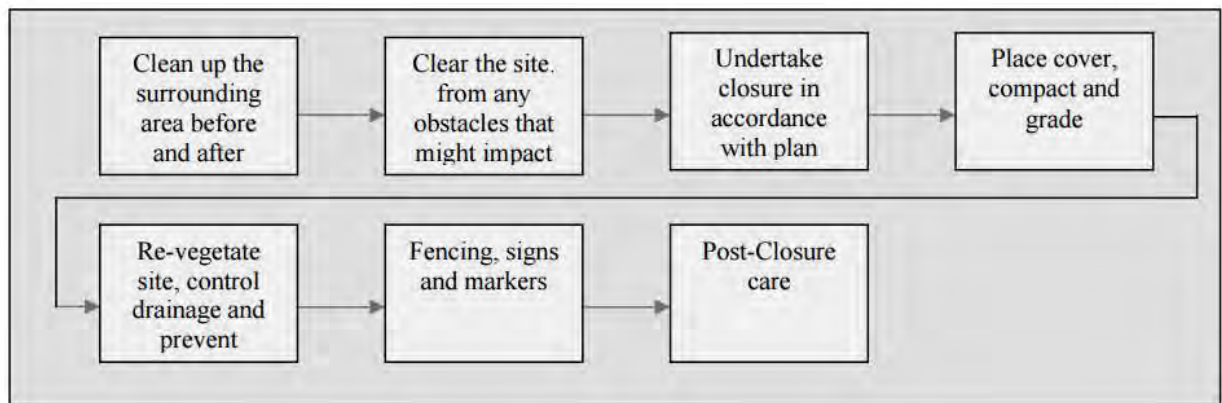 Clean up the
surrounding
area before
and after
Clear the site.
from any
obstacles that
might impact
Undertake
closure in
accordance
with plan
Place cover,
compact and
grade
Re-vegetate
site, control
drainage and
prevent
Fencing, signs
and markers
Post-Closure
care